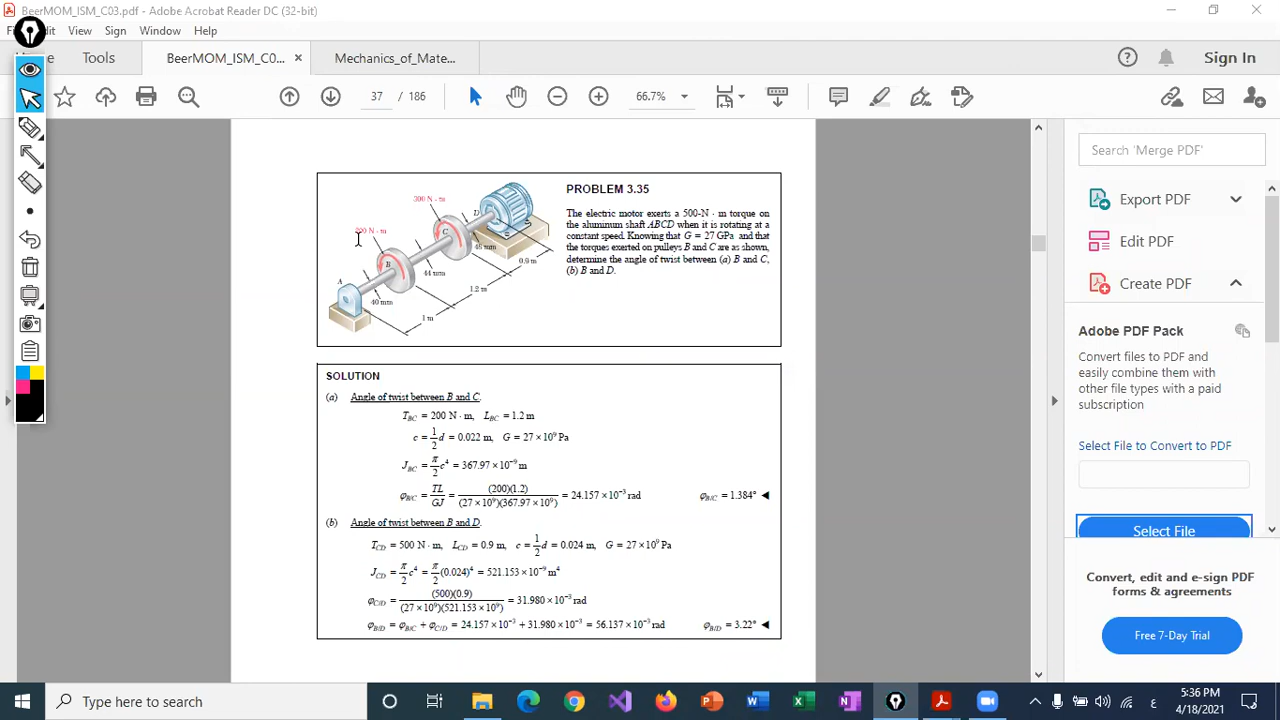 BeerMOM_ISM_C03.pdf - Adobe Acrobat Reader DC (32-bit)
View Sign Window Help
Tools BeerMOM_ISM_C0... × Mechanics_of_Mate... Sign In
37 / 186 66.7%
Search 'Merge PDF'
Export PDF
Edit PDF
Create PDF
Adobe PDF Pack
Convert files to PDF and
easily combine them with
other file types with a paid
subscription
Select File to Convert to PDF
Select File
Convert, edit and e-sign PDF
forms & agreements
Free 7-Day Trial
PROBLEM 3.35
The electric motor exerts a 500-N · m torque on
the aluminum shaft ABCD when it is rotating at a
constant speed. Knowing that G = 27 GPa and that
the torques exerted on pulleys B and C are as shown,
determine the angle of twist between (a) B and C,
(b) B and D.
300 N · m
200 N · m
A
B
C
D
40 mm
44 mm
48 mm
0.9 m
1.2 m
1 m
SOLUTION
(a) Angle of twist between B and C.
T_BC = 200 N · m, L_BC = 1.2 m
c = 1/2 d = 0.022 m, G = 27 × 10⁹ Pa
J_BC = π/2 c⁴ = 367.97 × 10⁻⁹ m
φ_B/C = TL/GJ = (200)(1.2)/(27 × 10⁹)(367.97 × 10⁹) = 24.157 × 10⁻³ rad φ_B/C = 1.384° ◀
(b) Angle of twist between B and D.
T_CD = 500 N · m, L_CD = 0.9 m, c = 1/2 d = 0.024 m, G = 27 × 10⁹ Pa
J_CD = π/2 c⁴ = π/2 (0.024)⁴ = 521.153 × 10⁻⁹ m⁴
φ_C/D = (500)(0.9)/(27 × 10⁹)(521.153 × 10⁹) = 31.980 × 10⁻³ rad
φ_B/D = φ_B/C + φ_C/D = 24.157 × 10⁻³ + 31.980 × 10⁻³ = 56.137 × 10⁻³ rad φ_B/D = 3.22° ◀
Type here to search
ع
5:36 PM
4/18/2021